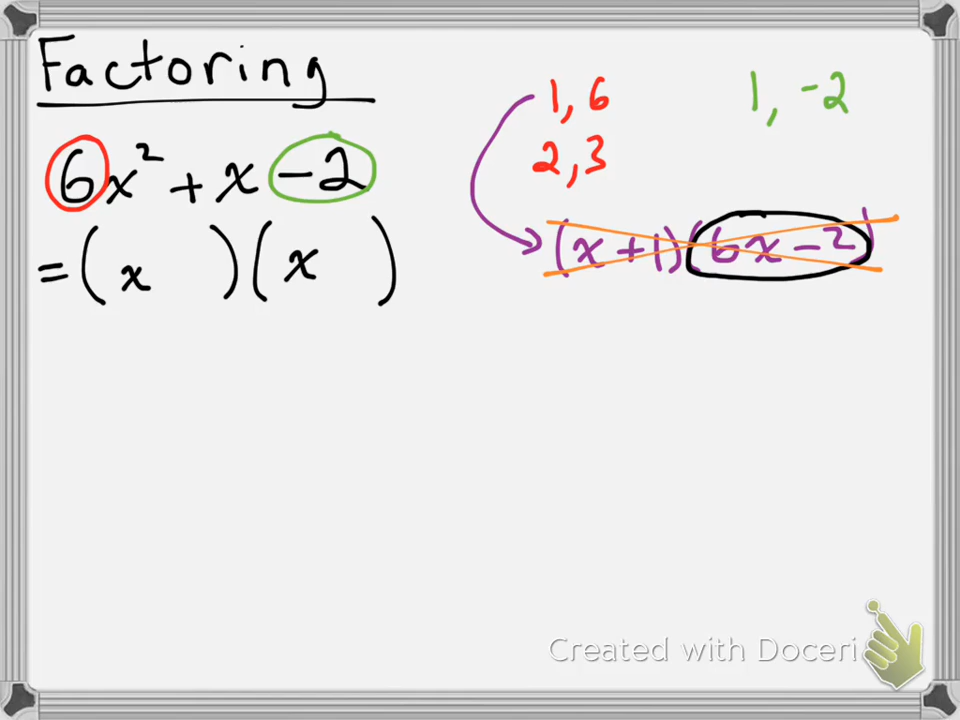 Factoring
6x² + x - 2
= (x )(x )
1, 6
2, 3
1, -2
(x + 1)(6x - 2)
Created with Doceri